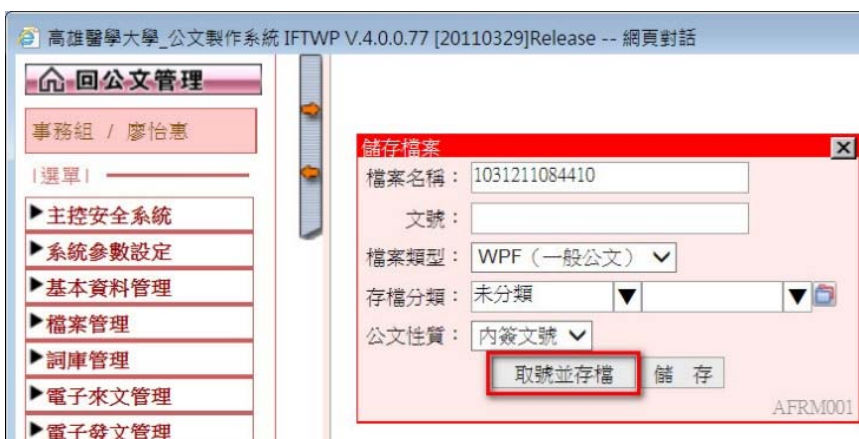 高雄醫學大學_公文製作系統 IFTWP V.4.0.0.77 [20110329]Release -- 網頁對話
回公文管理
事務組 / 廖怡惠
|選單|
▶主控安全系統
▶系統參數設定
▶基本資料管理
▶檔案管理
▶詞庫管理
▶電子來文管理
▶電子發文管理
儲存檔案
檔案名稱： 1031211084410
文號：
檔案類型： WPF（一般公文）
存檔分類： 未分類
公文性質： 內簽文號
取號並存檔 儲 存
AFRM001